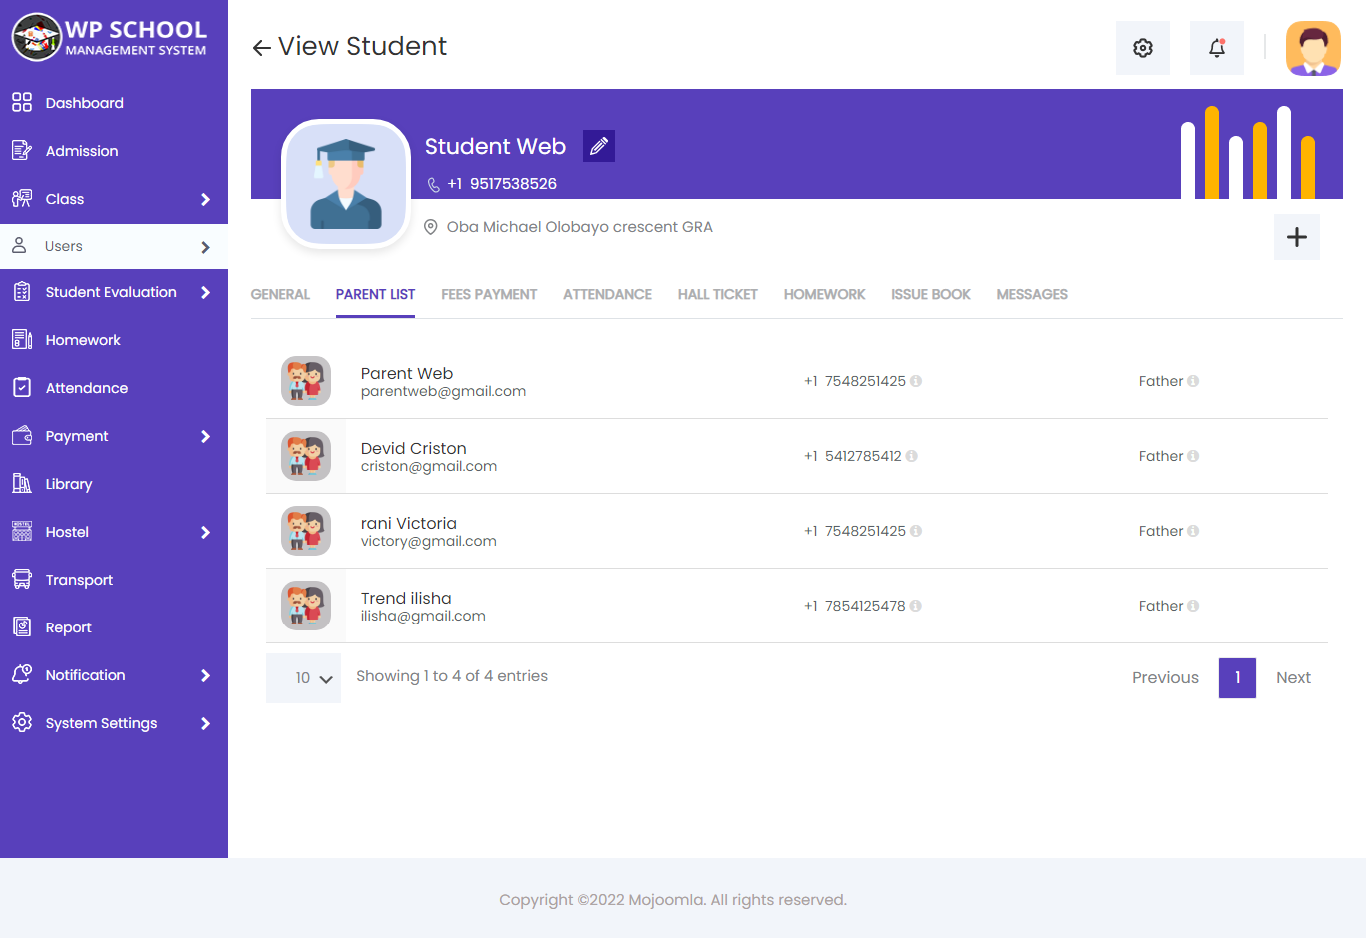 WP SCHOOL
MANAGEMENT SYSTEM
Dashboard
Admission
Class
Users
Student Evaluation
Homework
Attendance
Payment
Library
Hostel
Transport
Report
Notification
System Settings
View Student
Student Web
+1 9517538526
Oba Michael Olobayo crescent GRA
GENERAL PARENT LIST FEES PAYMENT ATTENDANCE HALL TICKET HOMEWORK ISSUE BOOK MESSAGES
Parent Web
parentweb@gmail.com
+1 7548251425
Father
Devid Criston
criston@gmail.com
+1 5412785412
Father
rani Victoria
victory@gmail.com
+1 7548251425
Father
Trend ilisha
ilisha@gmail.com
+1 7854125478
Father
10 Showing 1 to 4 of 4 entries
Previous 1 Next
Copyright ©2022 Mojoomla. All rights reserved.